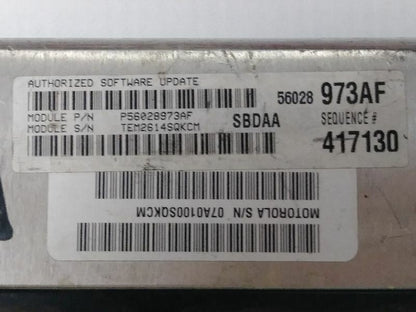 AUTHORIZED SOFTWARE UPDATE
56028 973AF
MODULE P/N P56028973AF
MODULE S/N TEM2614SQKCM
SBDAA SEQUENCE #
417130
MOTOROLA S/N 07A0100SQKCM